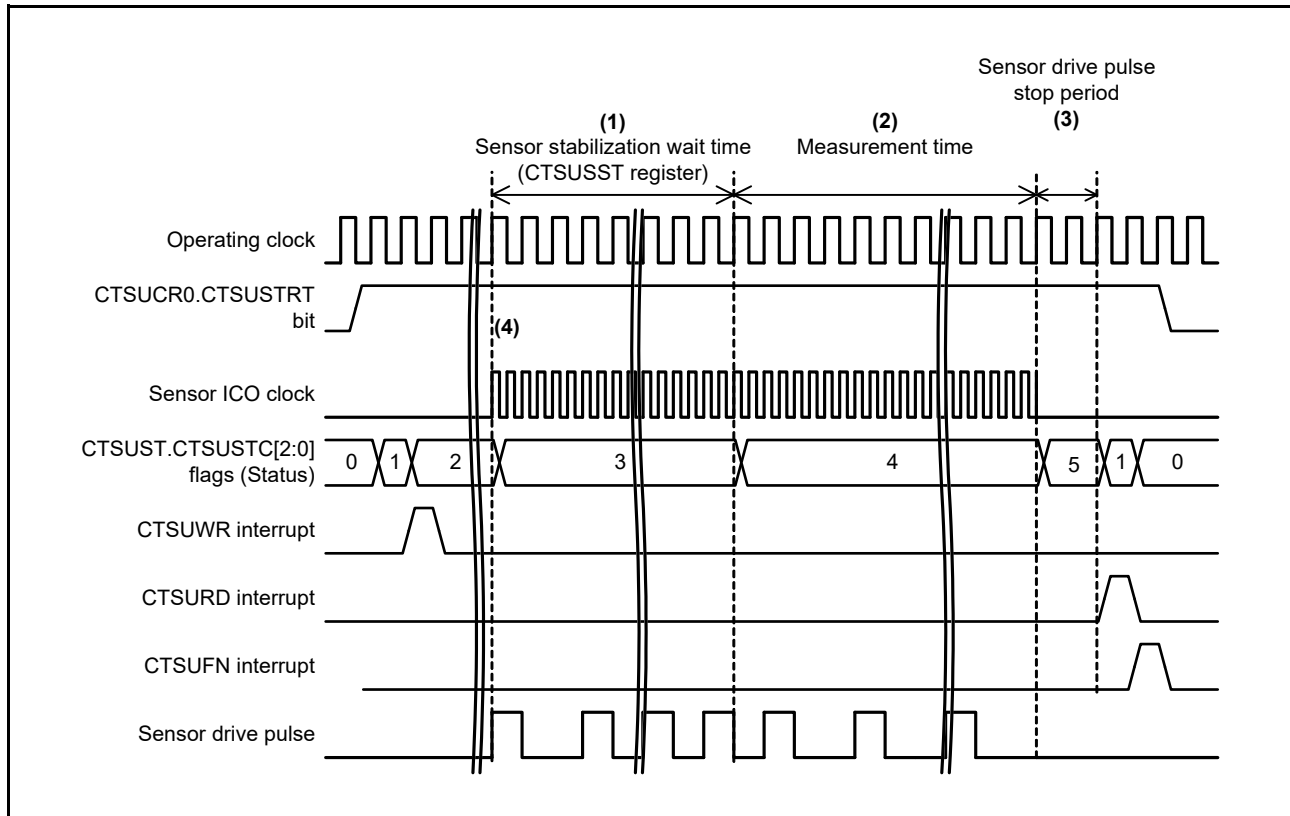 Sensor drive pulse
stop period
(3)
(1)
Sensor stabilization wait time
(CTSUSST register)
(2)
Measurement time
Operating clock
CTSUCR0.CTSUSTRT
bit
(4)
Sensor ICO clock
CTSUST.CTSUSTC[2:0]
flags (Status)
0 1 2 3 4 5 1 0
CTSUWR interrupt
CTSURD interrupt
CTSUFN interrupt
Sensor drive pulse